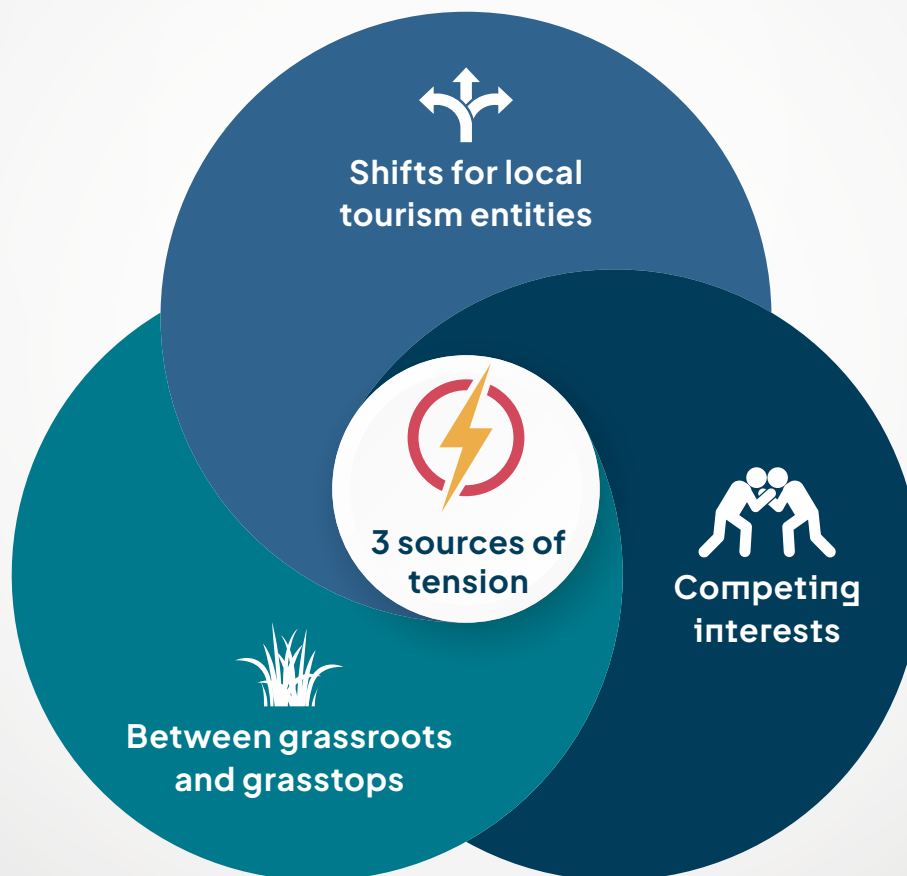 Shifts for local
tourism entities
3 sources of
tension
Competing
interests
Between grassroots
and grasstops